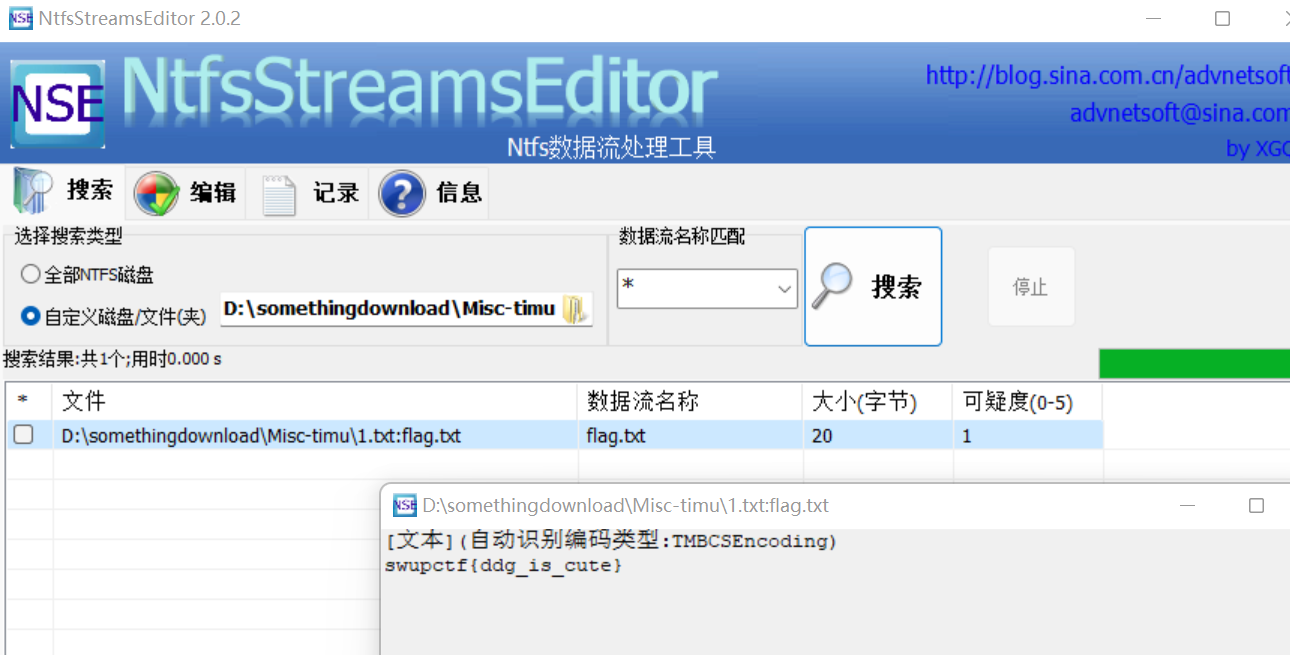 NSE NtfsStreamsEditor 2.0.2
NSE NtfsStreamsEditor
http://blog.sina.com.cn/advnetsoft
advnetsoft@sina.com
Ntfs数据流处理工具
by XGC
搜索 编辑 记录 信息
选择搜索类型 数据流名称匹配
全部NTFS磁盘
* 搜索 停止
自定义磁盘/文件(夹) D:\somethingdownload\Misc-timu
搜索结果:共1个;用时0.000 s
* 文件 数据流名称 大小(字节) 可疑度(0-5)
D:\somethingdownload\Misc-timu\1.txt:flag.txt flag.txt 20 1
NSE D:\somethingdownload\Misc-timu\1.txt:flag.txt
[文本](自动识别编码类型:TMBCSEncoding)
swupctf{ddg_is_cute}